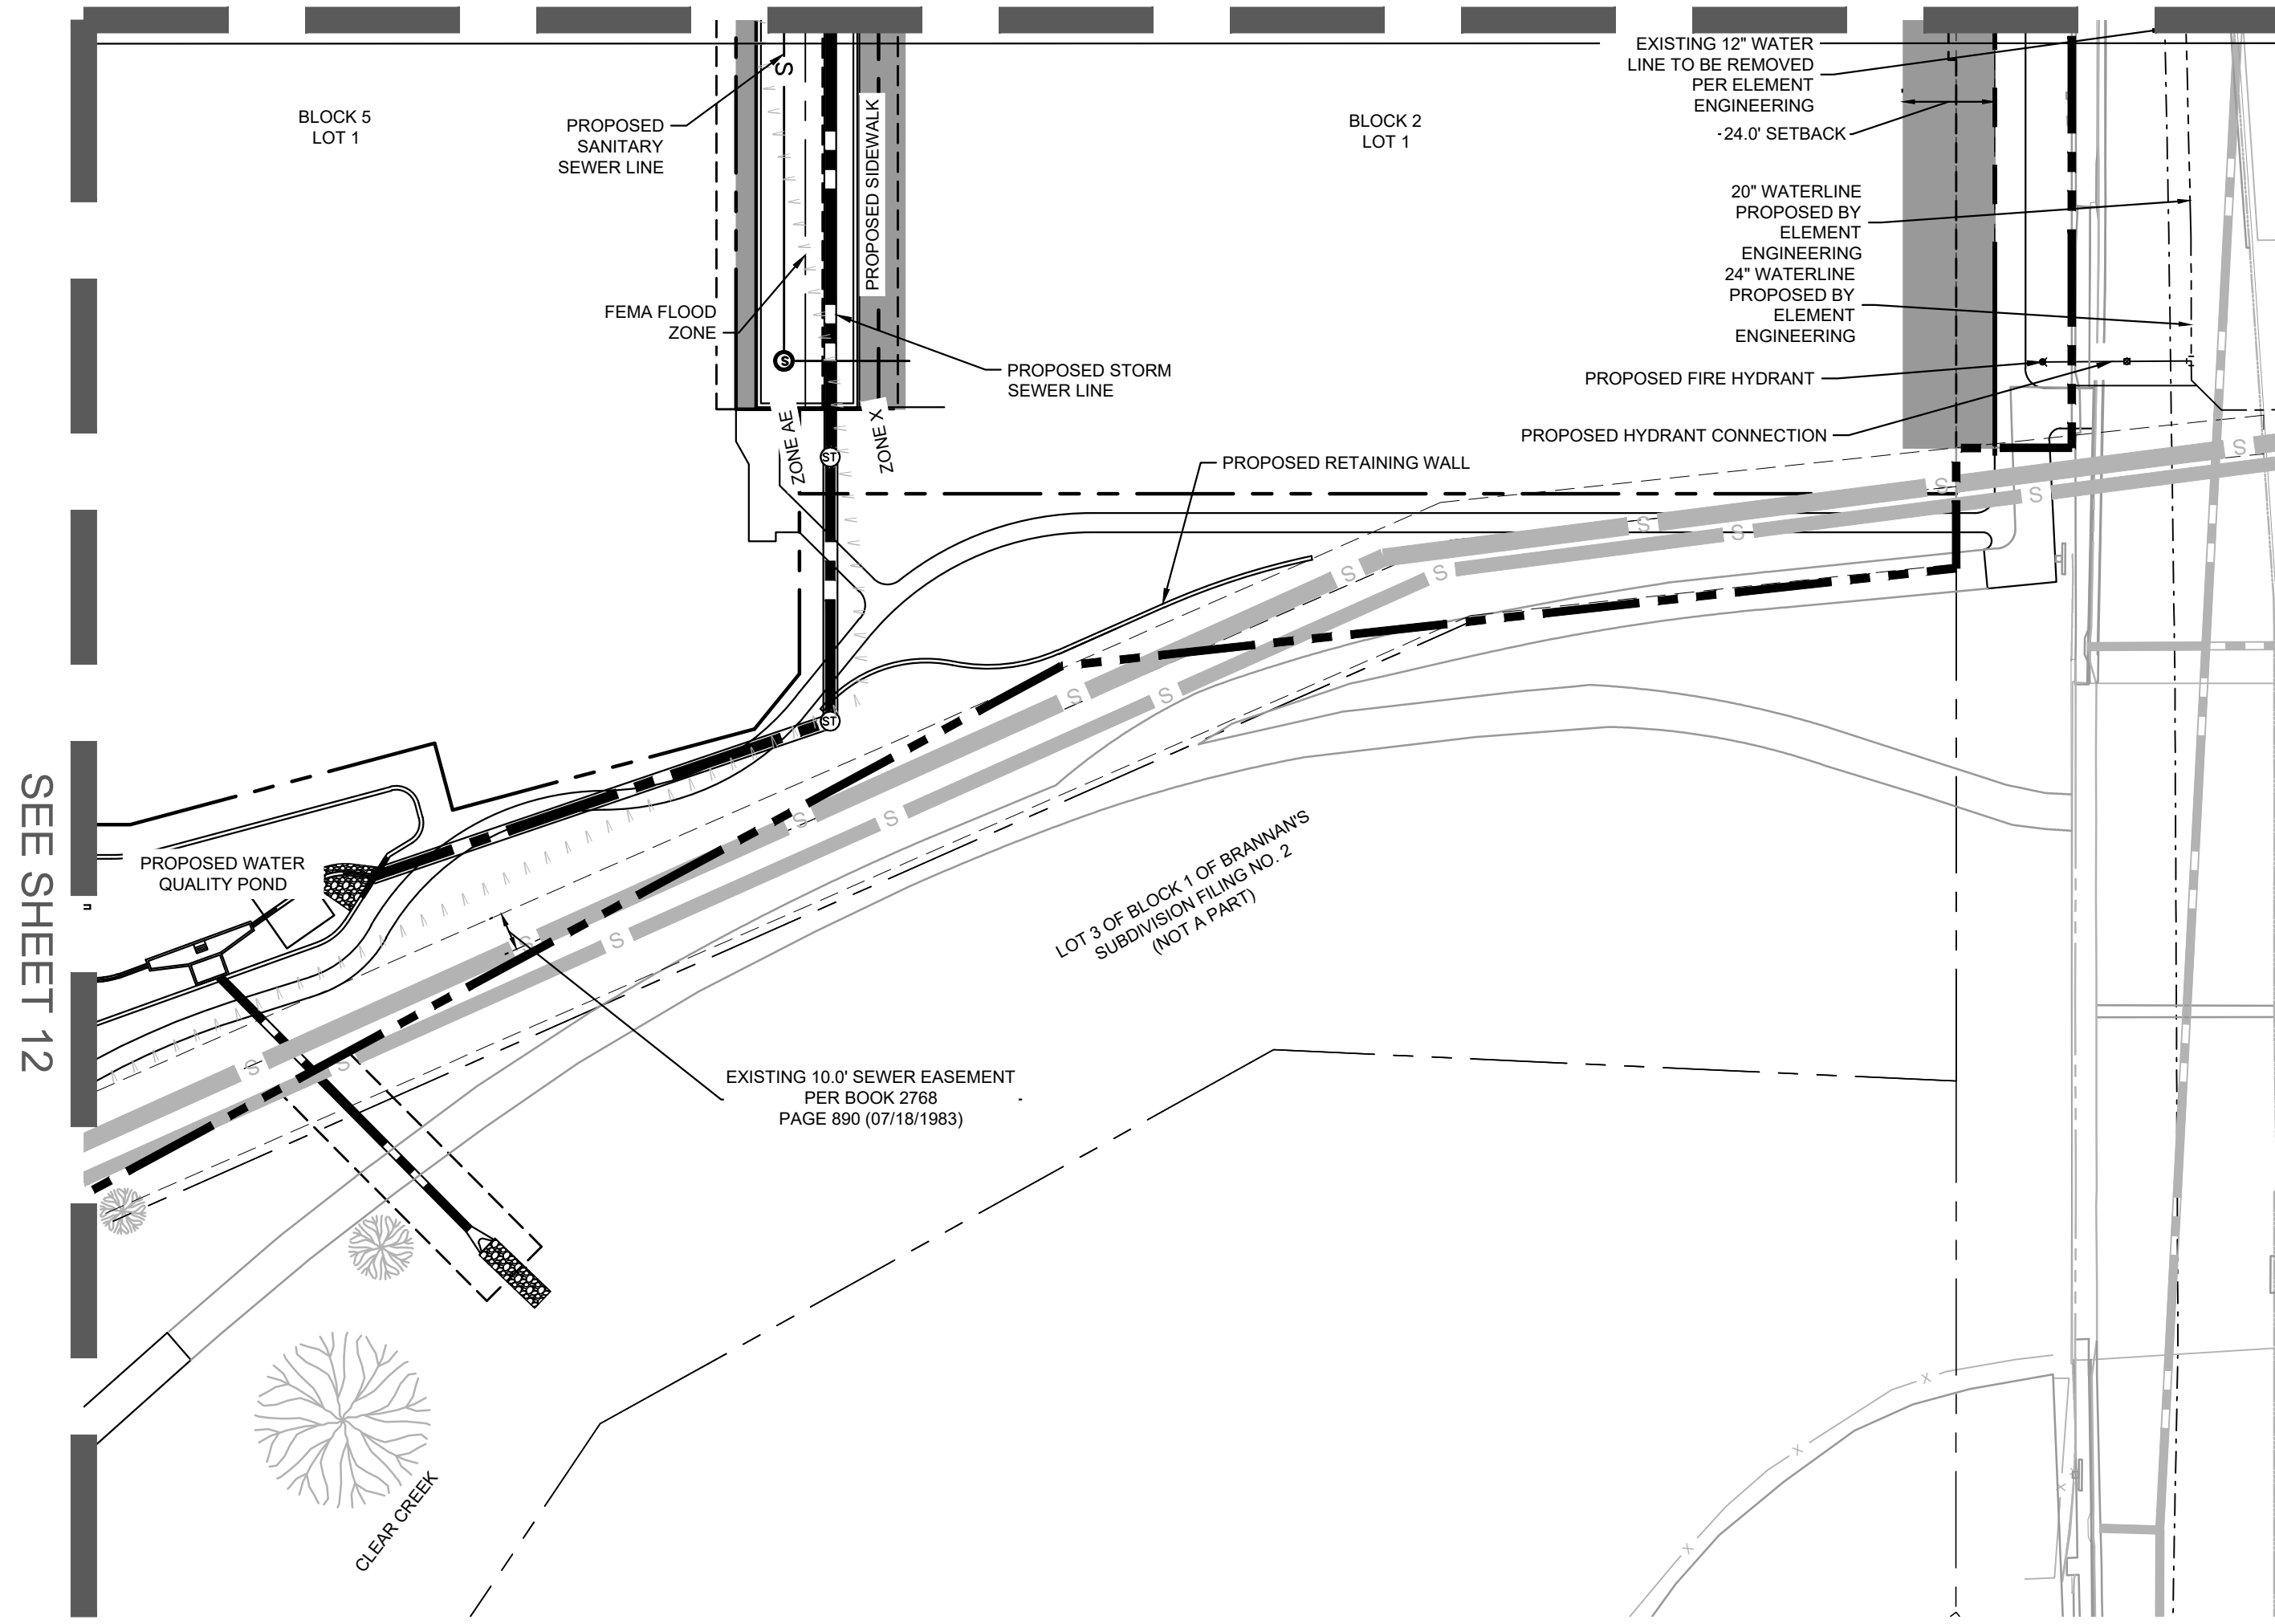 EXISTING 12" WATER
LINE TO BE REMOVED
PER ELEMENT
ENGINEERING
24.0' SETBACK
BLOCK 5
LOT 1
PROPOSED
SANITARY
SEWER LINE
S
PROPOSED SIDEWALK
BLOCK 2
LOT 1
20" WATERLINE
PROPOSED BY
ELEMENT
ENGINEERING
24" WATERLINE
PROPOSED BY
ELEMENT
ENGINEERING
FEMA FLOOD
ZONE
S
PROPOSED STORM
SEWER LINE
PROPOSED FIRE HYDRANT
PROPOSED HYDRANT CONNECTION
ZONE AE
ZONE X
ST
PROPOSED RETAINING WALL
S
S
S
S
S
S
S
S
S
ST
S
S
PROPOSED WATER
QUALITY POND
SEE SHEET 12
LOT 3 OF BLOCK 1 OF BRANNAN'S
SUBDIVISION FILING NO. 2
(NOT A PART)
S
S
S
S
EXISTING 10.0' SEWER EASEMENT
PER BOOK 2768
PAGE 890 (07/18/1983)
CLEAR CREEK
X
X
X
X
X